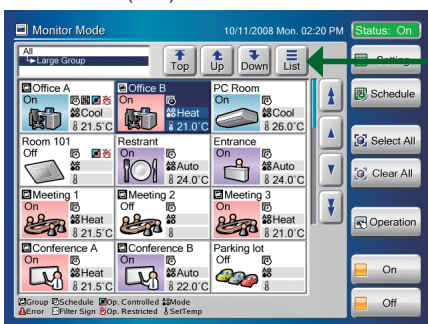 Monitor Mode
10/11/2008 Mon. 02:20 PM
Status: On
All
Large Group
Top
Up
Down
List
Setting
Schedule
Select All
Clear All
Operation
On
Off
Office A
On
Cool
21.5°C
Office B
On
Heat
21.0°C
PC Room
On
Cool
26.0°C
Room 101
Off
Restrant
On
Auto
24.0°C
Entrance
On
Auto
24.0°C
Meeting 1
On
Heat
21.5°C
Meeting 2
Off
Meeting 3
On
Heat
21.0°C
Conference A
On
Heat
21.5°C
Conference B
On
Auto
22.0°C
Parking lot
Off
Group Schedule Op. Controlled Mode
Error Filter Sign Op. Restricted SetTemp